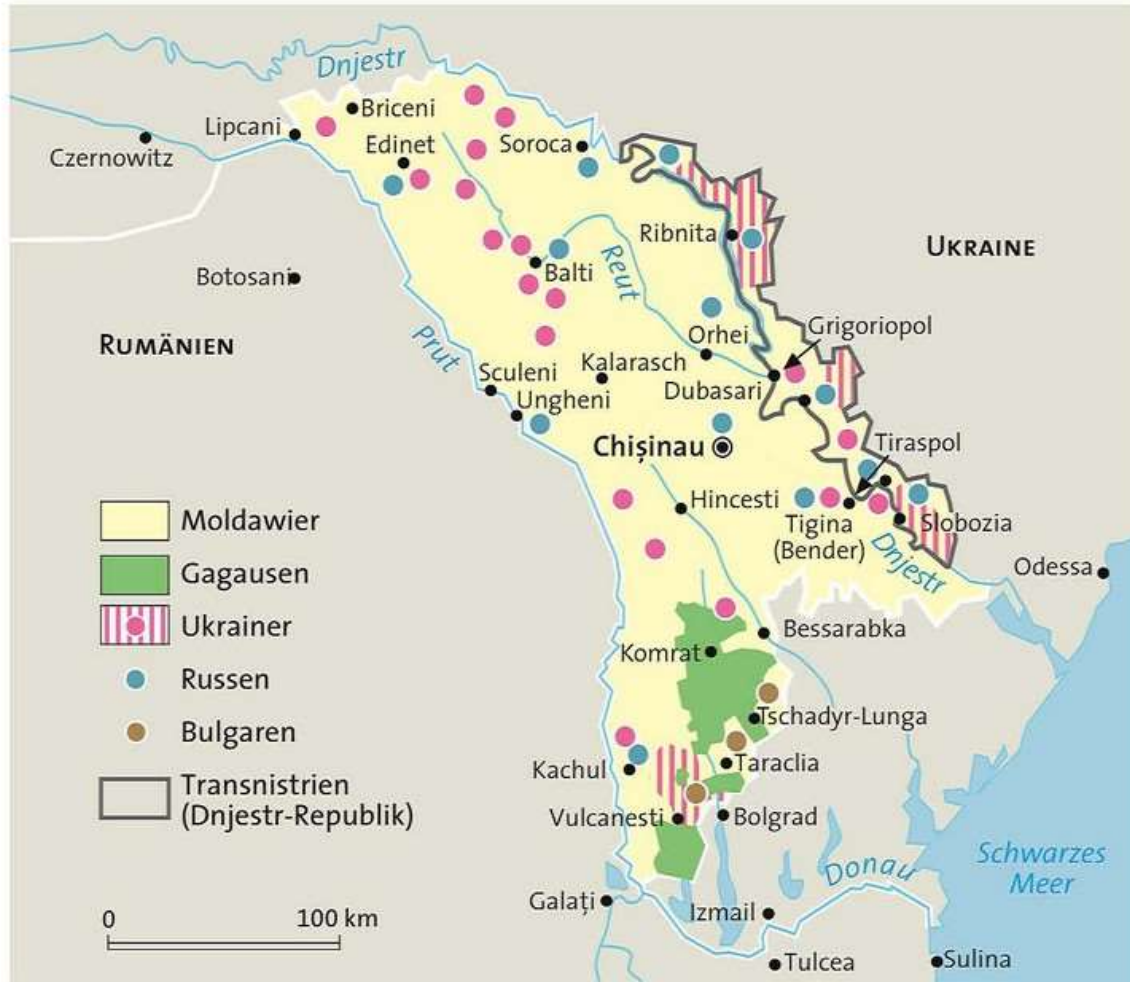 Dnjestr
Briceni
Lipcani
Czernowitz
Edinet
Soroca
Ribnita
UKRAINE
Botosani
Balti
Reut
RUMÄNIEN
Prut
Orhei
Grigoriopol
Sculeni
Kalarasch
Dubasari
Ungheni
Chişinau
Tiraspol
Hincesti
Tigina
(Bender)
Slobozia
Dnjestr
Odessa
Moldawier
Gagausen
Ukrainer
Russen
Bulgaren
Transnistrien
(Dnjestr-Republik)
Bessarabka
Komrat
Tschadyr-Lunga
Taraclia
Kachul
Vulcanesti
Bolgrad
Schwarzes
Meer
Donau
Galaţi
Izmail
Tulcea
Sulina
0 100 km